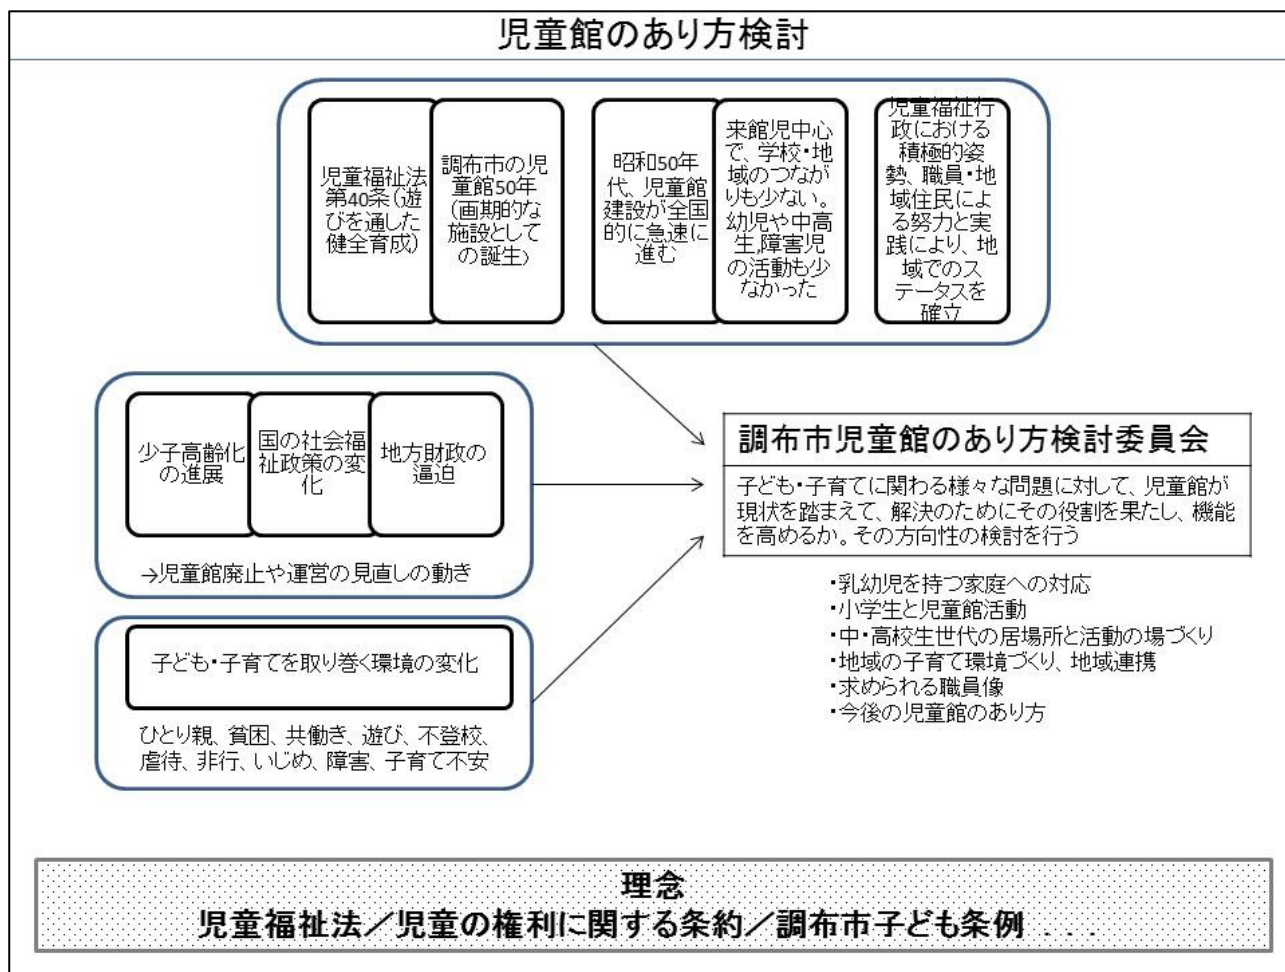 児童館のあり方検討
児童福祉法
第40条（遊
びを通した
健全育成）
調布市の児
童館50年
（画期的な
施設として
の誕生）
昭和50年
代、児童館
建設が全国
的に急速に
進む
来館児中心
で、学校・地
域のつなが
りも少ない。
幼児や中高
生,障害児
の活動も少
なかった
児童福祉行
政における
積極的姿
勢、職員・地
域住民によ
る努力と実
践により、地
域でのス
テータスを
確立
少子高齢化
の進展
国の社会福
祉政策の変
化
地方財政の
逼迫
→児童館廃止や運営の見直しの動き
子ども・子育てを取り巻く環境の変化
ひとり親、貧困、共働き、遊び、不登校、
虐待、非行、いじめ、障害、子育て不安
調布市児童館のあり方検討委員会
子ども・子育てに関わる様々な問題に対して、児童館が
現状を踏まえて、解決のためにその役割を果たし、機能
を高めるか。その方向性の検討を行う
・乳幼児を持つ家庭への対応
・小学生と児童館活動
・中・高校生世代の居場所と活動の場づくり
・地域の子育て環境づくり、地域連携
・求められる職員像
・今後の児童館のあり方
理念
児童福祉法／児童の権利に関する条約／調布市子ども条例 . . .